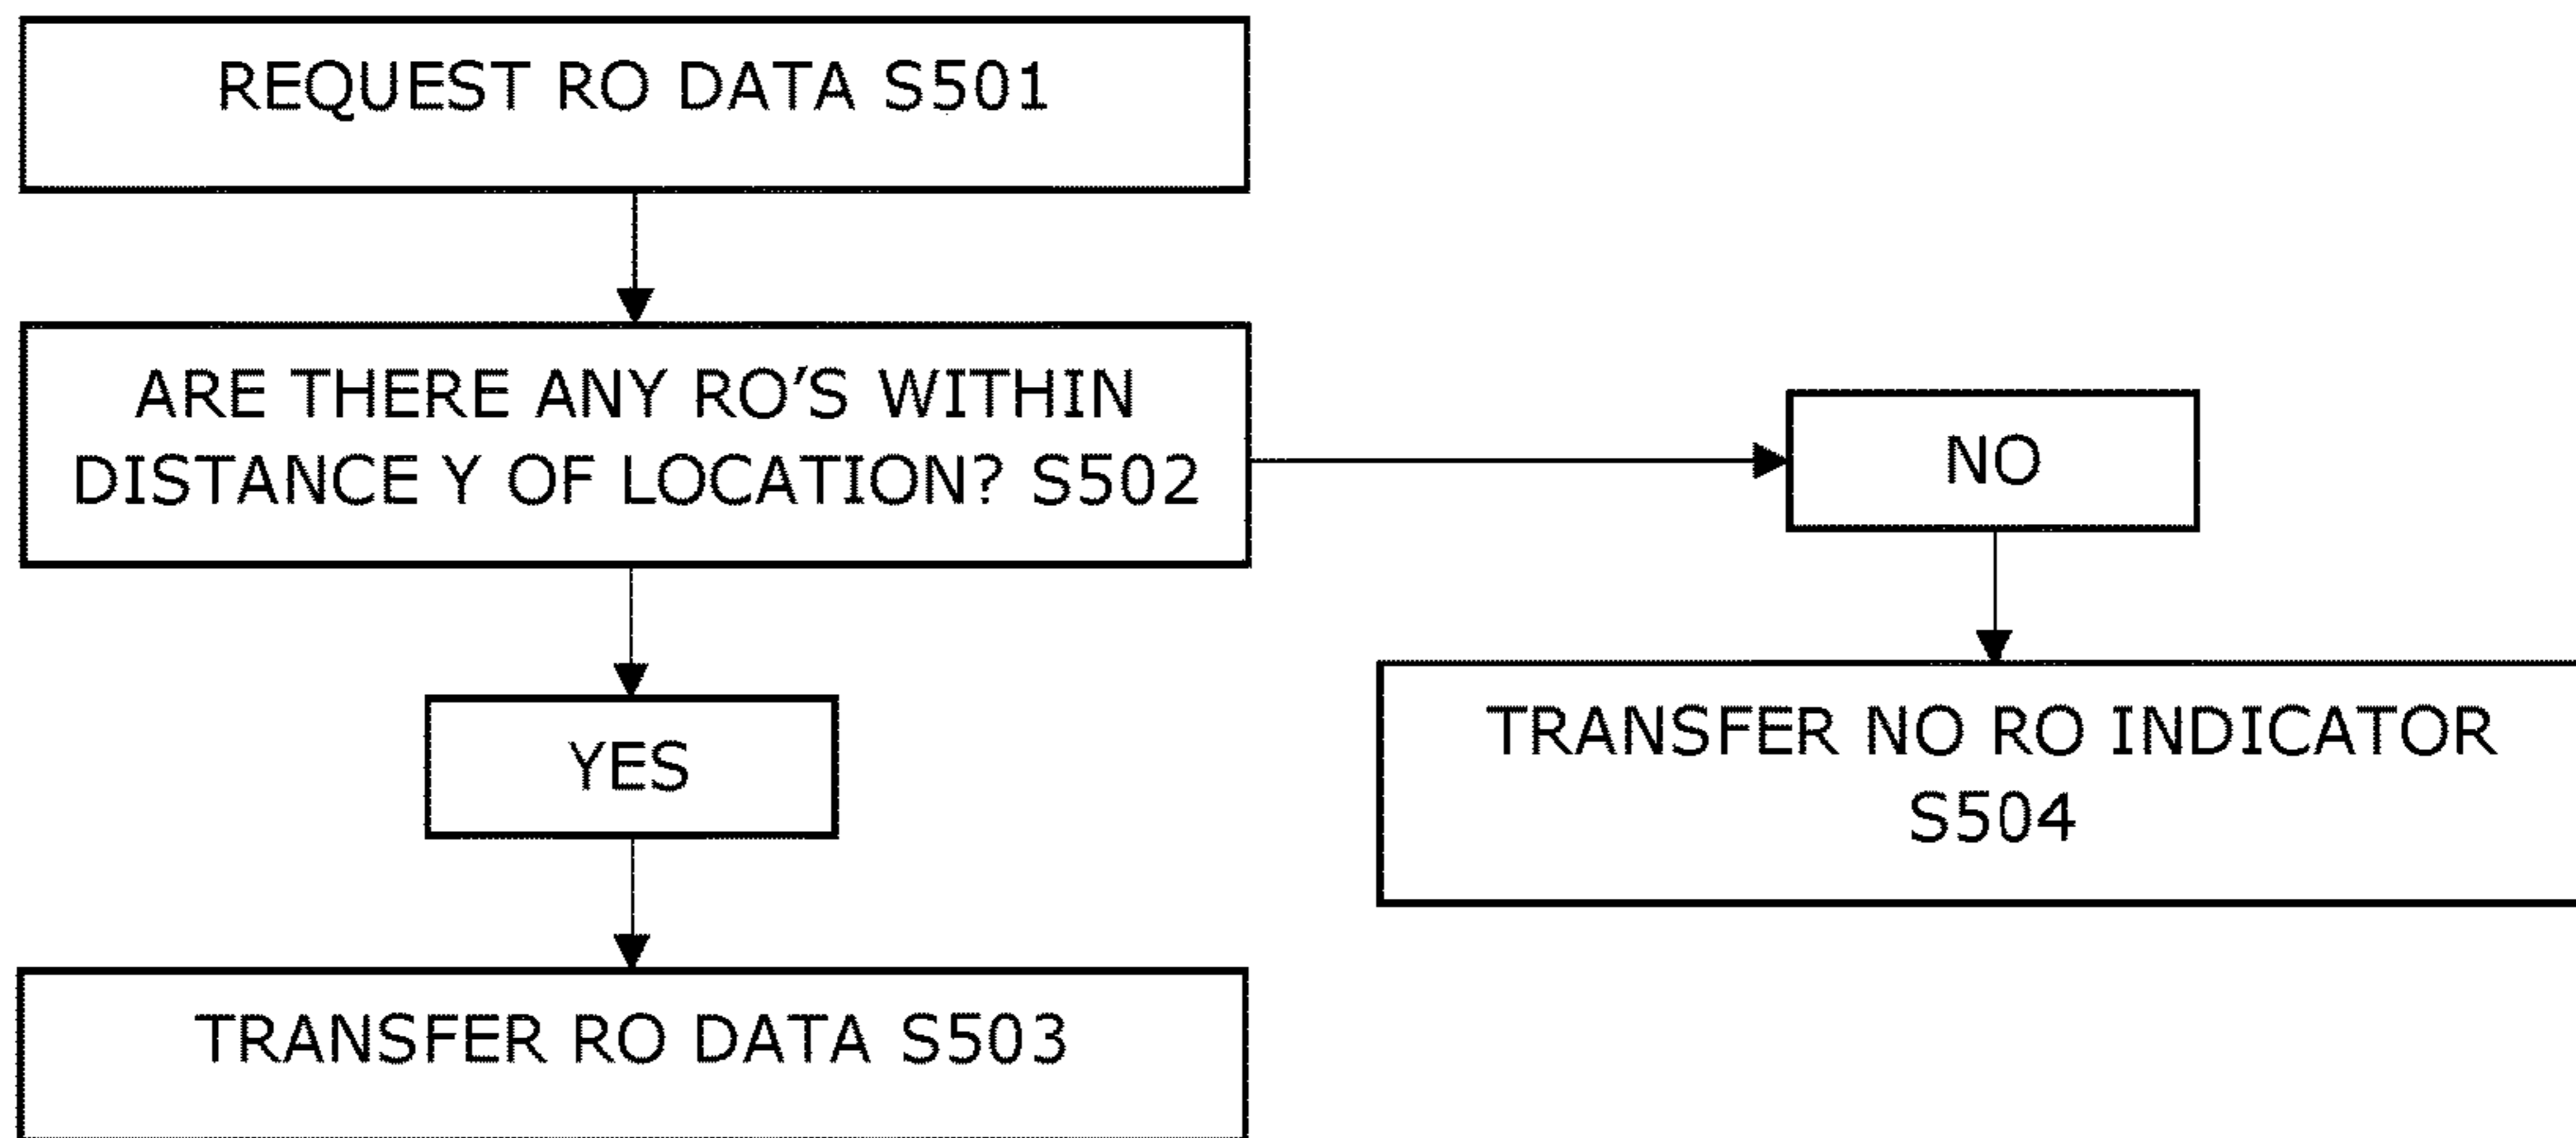 REQUEST RO DATA S501
ARE THERE ANY RO'S WITHIN
DISTANCE Y OF LOCATION? S502
NO
YES
TRANSFER NO RO INDICATOR
S504
TRANSFER RO DATA S503